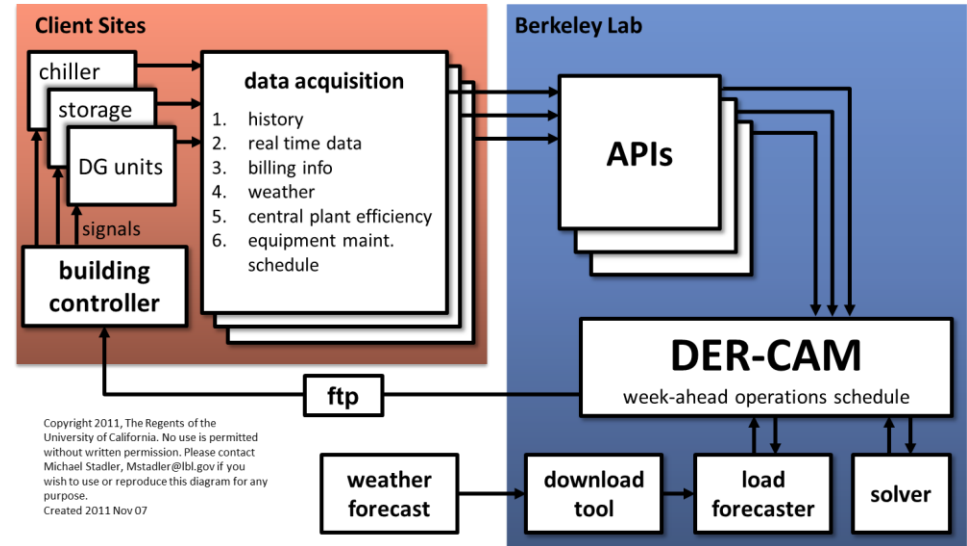 Client Sites
chiller
storage
DG units
signals
building
controller
data acquisition
1. history
2. real time data
3. billing info
4. weather
5. central plant efficiency
6. equipment maint.
schedule
Berkeley Lab
APIs
DER-CAM
week-ahead operations schedule
ftp
Copyright 2011, The Regents of the
University of California. No use is permitted
without written permission. Please contact
Michael Stadler, Mstadler@lbl.gov if you
wish to use or reproduce this diagram for any
purpose.
Created 2011 Nov 07
weather
forecast
download
tool
load
forecaster
solver